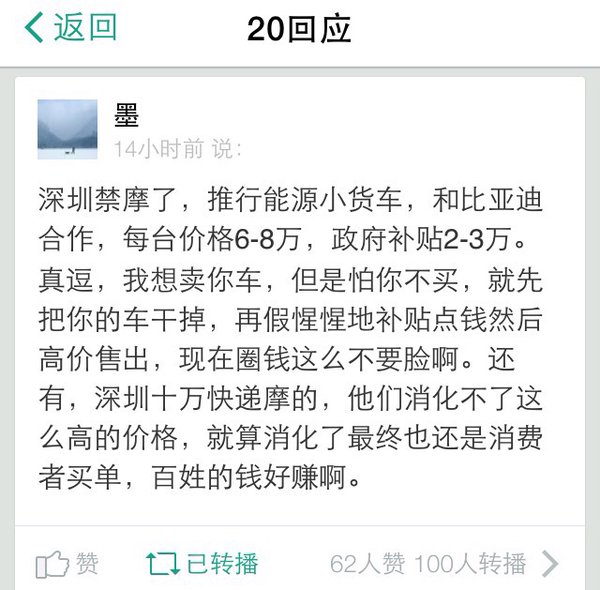 返回
20回应
墨
14小时前 说：
深圳禁摩了，推行能源小货车，和比亚迪
合作，每台价格6-8万，政府补贴2-3万。
真逗，我想卖你车，但是怕你不买，就先
把你的车干掉，再假惺惺地补贴点钱然后
高价售出，现在圈钱这么不要脸啊。还
有，深圳十万快递摩的，他们消化不了这
么高的价格，就算消化了最终也还是消费
者买单，百姓的钱好赚啊。
赞
已转播
62人赞 100人转播